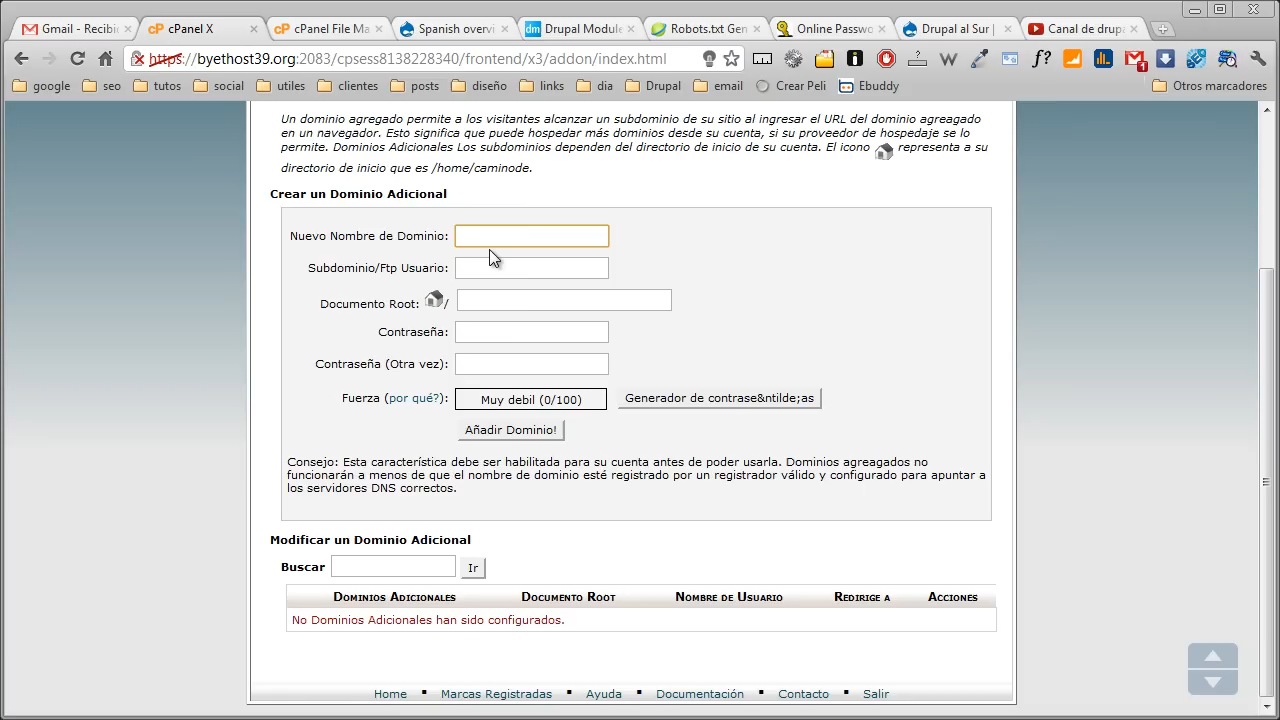 Gmail - Recibid
cPanel X
cPanel File Ma
Spanish overvi
Drupal Module
Robots.txt Gen
Online Passwo
Drupal al Sur |
Canal de drupa
https://byethost39.org:2083/cpsess8138228340/frontend/x3/addon/index.html
W
f?
1
google
seo
tutos
social
utiles
clientes
posts
diseño
links
dia
Drupal
email
Crear Peli
Ebuddy
Otros marcadores
Un dominio agregado permite a los visitantes alcanzar un subdominio de su sitio al ingresar el URL del dominio agreagado
en un navegador. Esto significa que puede hospedar más dominios desde su cuenta, si su proveedor de hospedaje se lo
permite. Dominios Adicionales Los subdominios dependen del directorio de inicio de su cuenta. El icono representa a su
directorio de inicio que es /home/caminode.
Crear un Dominio Adicional
Nuevo Nombre de Dominio:
Subdominio/Ftp Usuario:
Documento Root: /
Contraseña:
Contraseña (Otra vez):
Fuerza (por qué?): Muy debil (0/100) Generador de contrase&ntilde;as
Añadir Dominio!
Consejo: Esta característica debe ser habilitada para su cuenta antes de poder usarla. Dominios agreagados no
funcionarán a menos de que el nombre de dominio esté registrado por un registrador válido y configurado para apuntar a
los servidores DNS correctos.
Modificar un Dominio Adicional
Buscar Ir
Dominios Adicionales Documento Root Nombre de Usuario Redirige a Acciones
No Dominios Adicionales han sido configurados.
Home ▪ Marcas Registradas ▪ Ayuda ▪ Documentación ▪ Contacto ▪ Salir